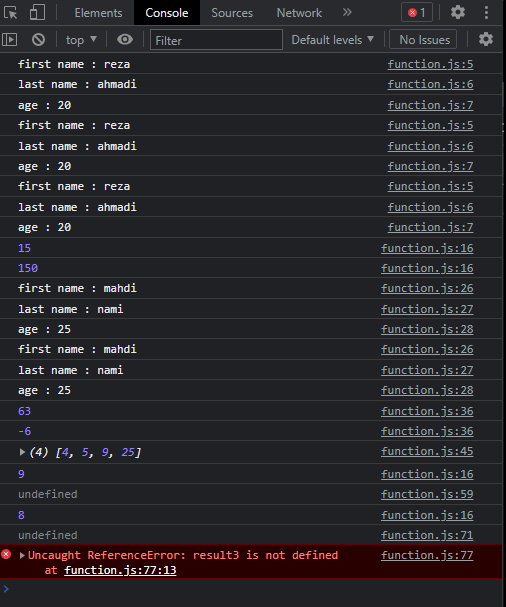 Elements Console Sources Network » 1
top ▼ Filter Default levels ▼ No Issues
first name : reza function.js:5
last name : ahmadi function.js:6
age : 20 function.js:7
first name : reza function.js:5
last name : ahmadi function.js:6
age : 20 function.js:7
first name : reza function.js:5
last name : ahmadi function.js:6
age : 20 function.js:7
15 function.js:16
150 function.js:16
first name : mahdi function.js:26
last name : nami function.js:27
age : 25 function.js:28
first name : mahdi function.js:26
last name : nami function.js:27
age : 25 function.js:28
63 function.js:36
-6 function.js:36
(4) [4, 5, 9, 25] function.js:45
9 function.js:16
undefined function.js:59
8 function.js:16
undefined function.js:71
Uncaught ReferenceError: result3 is not defined function.js:77
at function.js:77:13